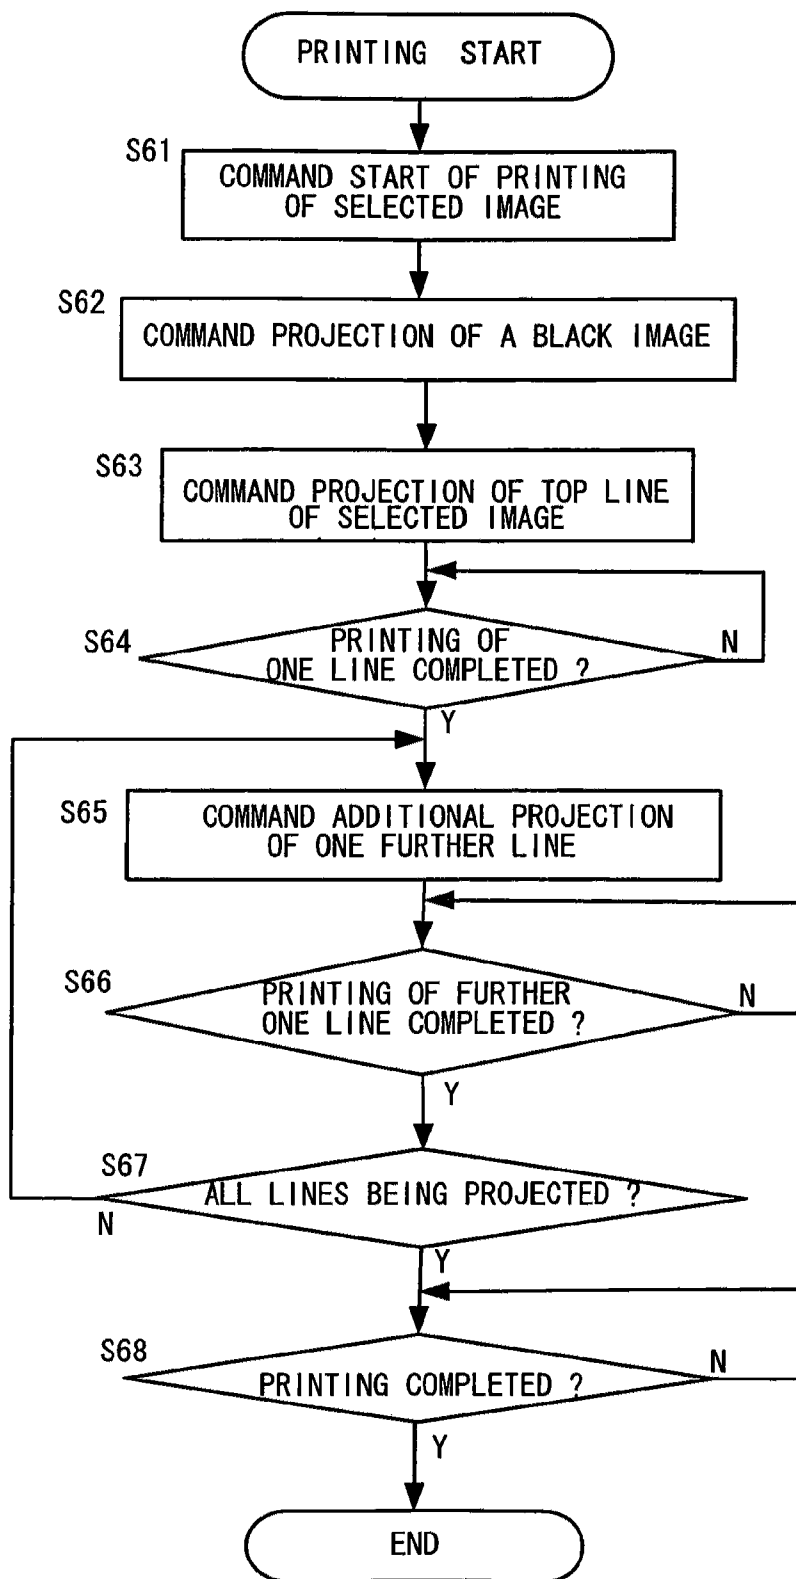 PRINTING START
S61
COMMAND START OF PRINTING
OF SELECTED IMAGE
S62
COMMAND PROJECTION OF A BLACK IMAGE
S63
COMMAND PROJECTION OF TOP LINE
OF SELECTED IMAGE
S64
PRINTING OF
ONE LINE COMPLETED ?
N
Y
S65
COMMAND ADDITIONAL PROJECTION
OF ONE FURTHER LINE
S66
PRINTING OF FURTHER
ONE LINE COMPLETED ?
N
Y
S67
ALL LINES BEING PROJECTED ?
N
Y
S68
PRINTING COMPLETED ?
N
Y
END